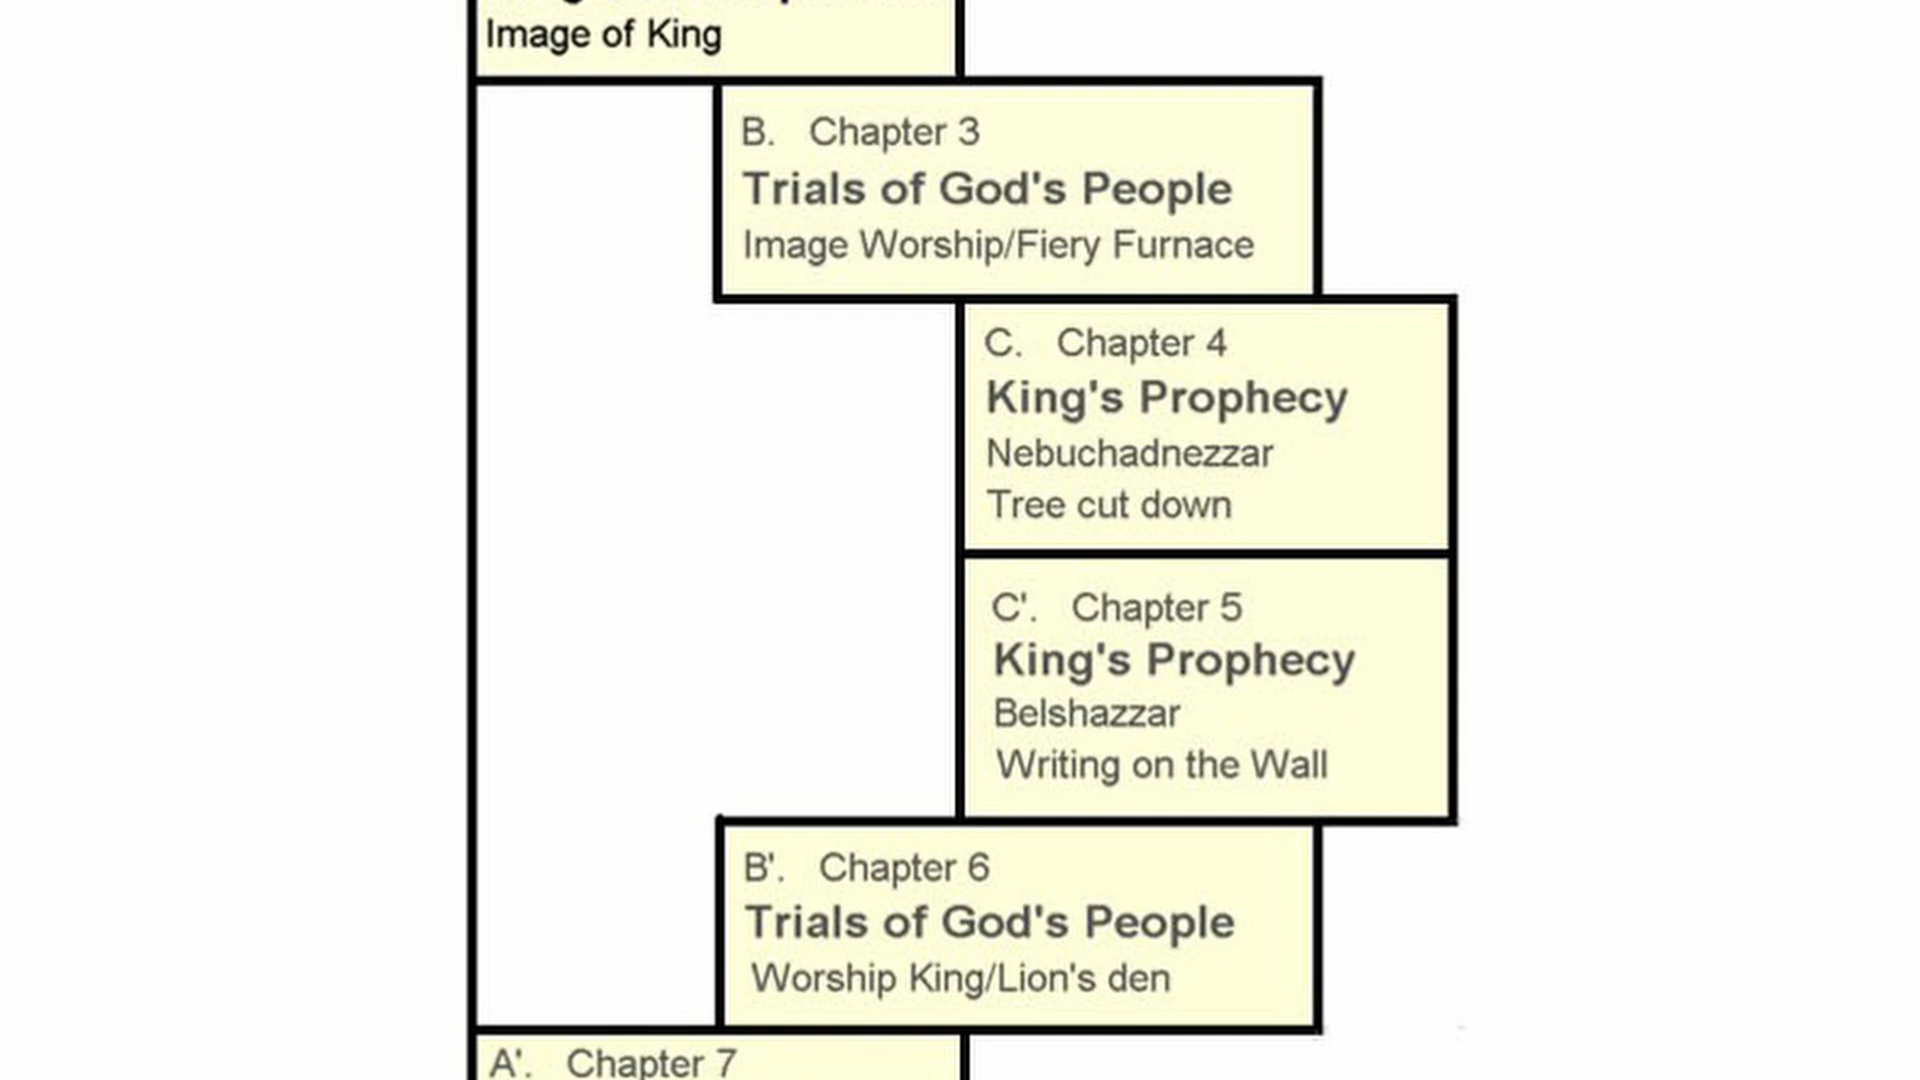 Image of King
B. Chapter 3
Trials of God's People
Image Worship/Fiery Furnace
C. Chapter 4
King's Prophecy
Nebuchadnezzar
Tree cut down
C'. Chapter 5
King's Prophecy
Belshazzar
Writing on the Wall
B'. Chapter 6
Trials of God's People
Worship King/Lion's den
A'. Chapter 7